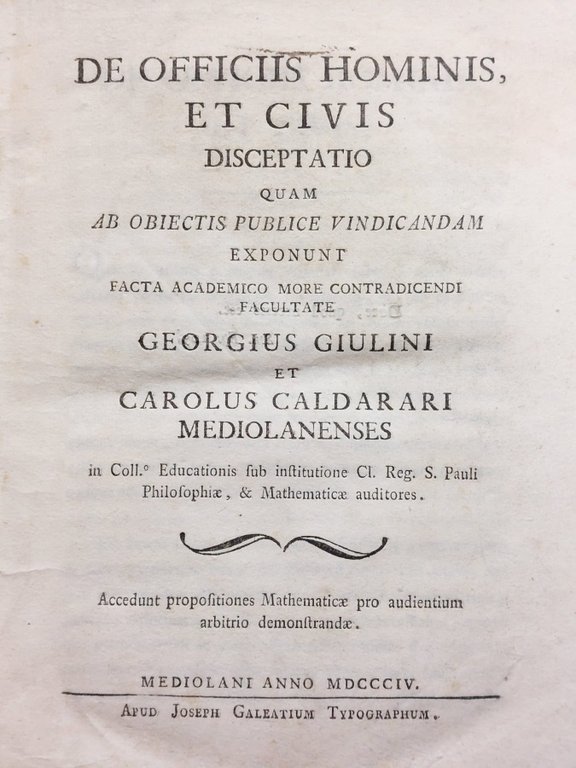 DE OFFICIIS HOMINIS,
ET CIVIS
DISCEPTATIO
QUAM
AB OBIECTIS PUBLICE VINDICANDAM
EXPONUNT
FACTA ACADEMICO MORE CONTRADICENDI
FACULTATE
GEORGIUS GIULINI
ET
CAROLUS CALDARARI
MEDIOLANENSES
in Coll.º Educationis ſub inſtitutione Cl. Reg. S. Pauli
Philoſophiæ, & Mathematicæ auditores.
Accedunt propoſitiones Mathematicæ pro audientium
arbitrio demonſtrandæ.
MEDIOLANI ANNO MDCCCIV.
APUD JOSEPH GALEATIUM TYPOGRAPHUM.